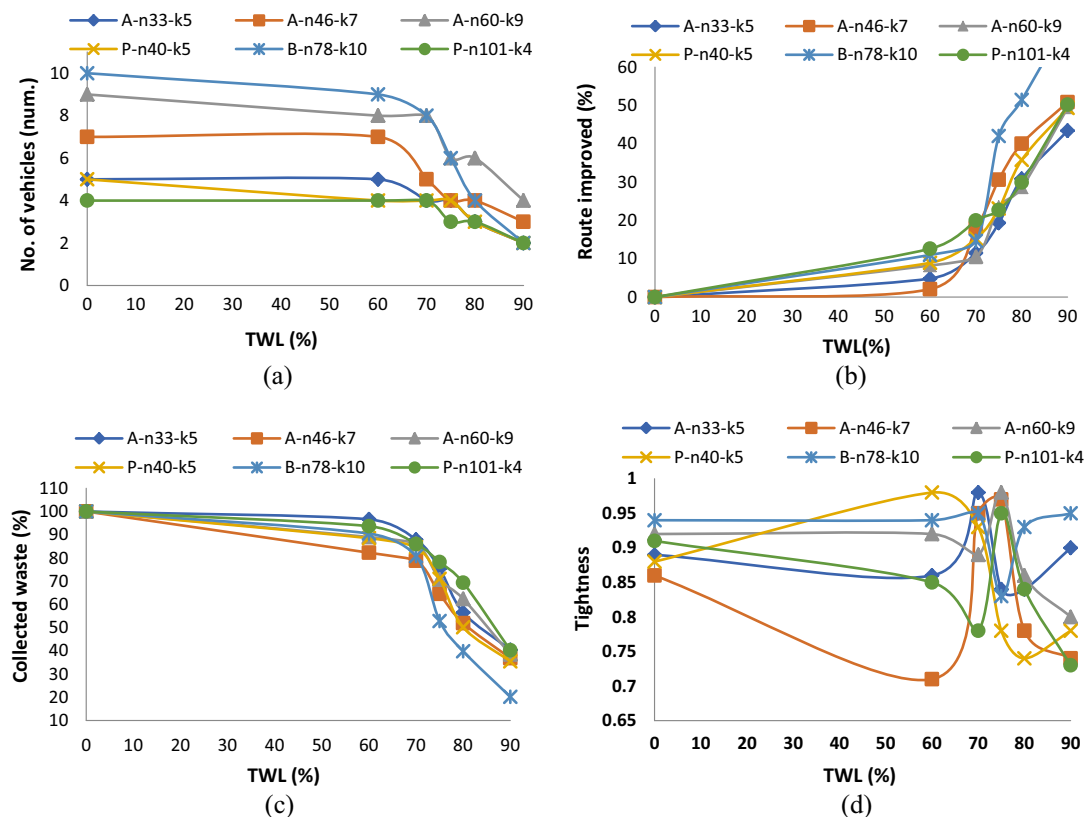 A-n33-k5 A-n46-k7 A-n60-k9
P-n40-k5 B-n78-k10 P-n101-k4
No. of vehicles (num.)
10
8
6
4
2
0
0 10 20 30 40 50 60 70 80 90
TWL (%)
(a)
A-n33-k5 A-n46-k7 A-n60-k9
P-n40-k5 B-n78-k10 P-n101-k4
Route improved (%)
60
50
40
30
20
10
0
0 10 20 30 40 50 60 70 80 90
TWL(%)
(b)
A-n33-k5 A-n46-k7 A-n60-k9
P-n40-k5 B-n78-k10 P-n101-k4
Collected waste (%)
110
100
90
80
70
60
50
40
30
20
10
0 10 20 30 40 50 60 70 80 90
TWL (%)
(c)
A-n33-k5 A-n46-k7 A-n60-k9
P-n40-k5 B-n78-k10 P-n101-k4
Tightness
1
0.95
0.9
0.85
0.8
0.75
0.7
0.65
0 10 20 30 40 50 60 70 80 90
TWL (%)
(d)